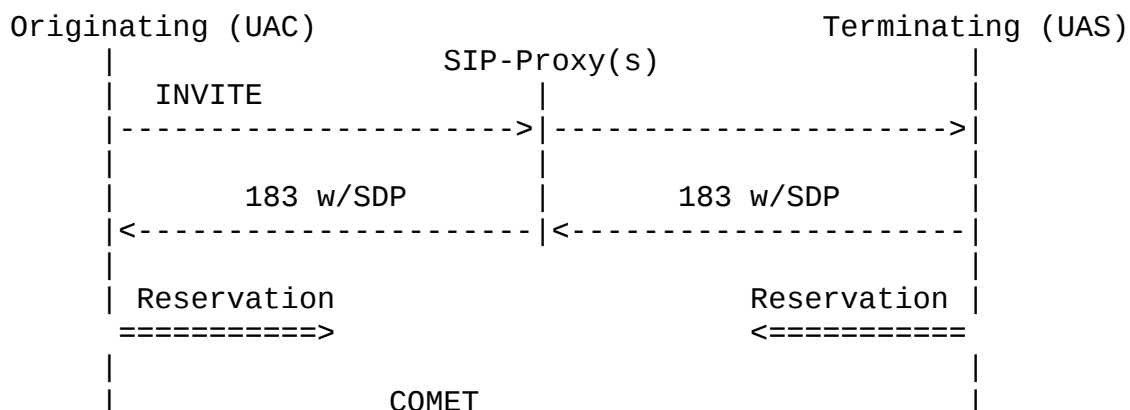 Originating (UAC) Terminating (UAS)
| SIP-Proxy(s) |
| INVITE | |
|---------------------->|---------------------->|
| |
| 183 w/SDP | 183 w/SDP |
|<----------------------|<----------------------|
| |
| Reservation Reservation |
===========> <===========
| |
| COMET |